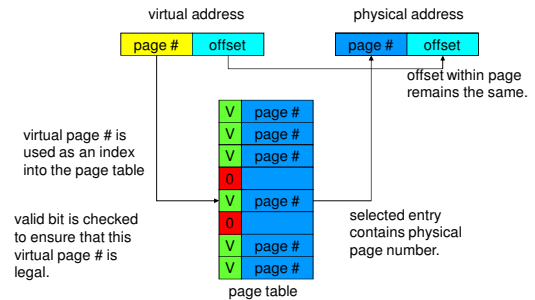 virtual address
physical address
page # offset
page # offset
offset within page
remains the same.
virtual page # is
used as an index
into the page table
V page #
V page #
V page #
0
V page #
0
V page #
V page #
valid bit is checked
to ensure that this
virtual page # is
legal.
selected entry
contains physical
page number.
page table